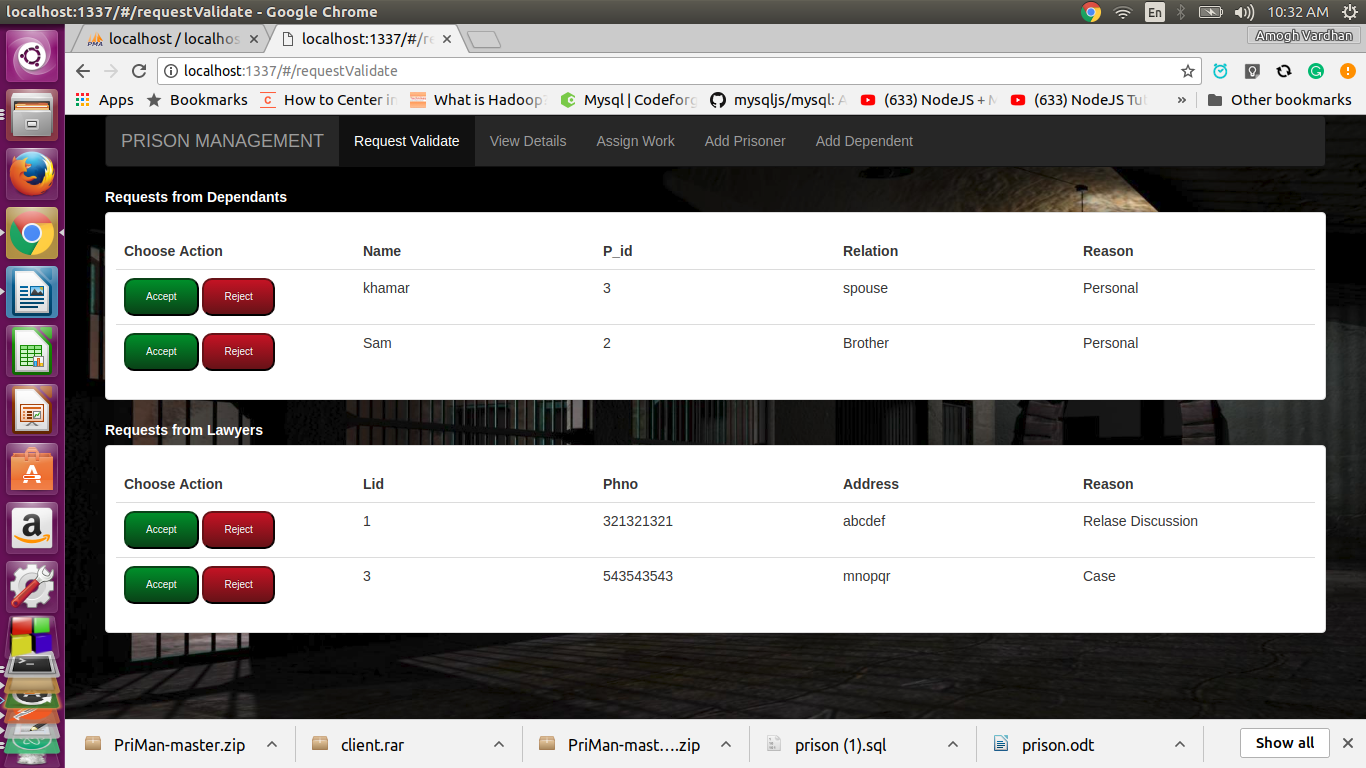 localhost:1337/#/requestValidate - Google Chrome
En
10:32 AM
PMA localhost / localhos
localhost:1337/#/re
Amogh Vardhan
localhost:1337/#/requestValidate
Apps
Bookmarks
How to Center in
What is Hadoop?
Mysql | Codeforg
mysqljs/mysql: A
(633) NodeJS + M
(633) NodeJS Tut
»
Other bookmarks
PRISON MANAGEMENT Request Validate View Details Assign Work Add Prisoner Add Dependent
Requests from Dependants
Choose Action Name P_id Relation Reason
Accept Reject khamar 3 spouse Personal
Accept Reject Sam 2 Brother Personal
Requests from Lawyers
Choose Action Lid Phno Address Reason
Accept Reject 1 321321321 abcdef Relase Discussion
Accept Reject 3 543543543 mnopqr Case
PriMan-master.zip client.rar PriMan-mast....zip prison (1).sql prison.odt Show all